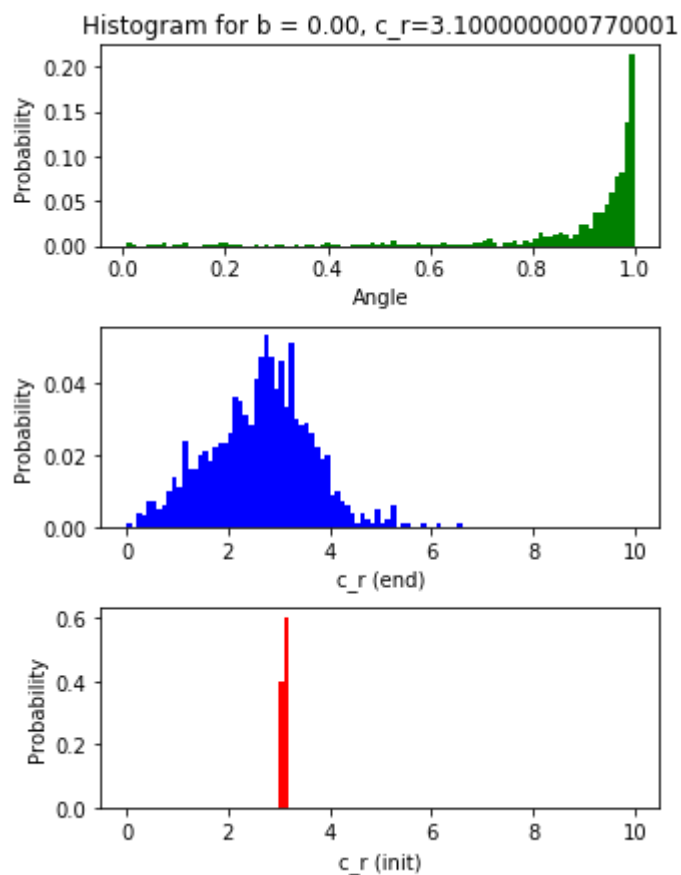 Histogram for b = 0.00, c_r=3.100000000770001
Probability
0.20
0.15
0.10
0.05
0.00
0.0 0.2 0.4 0.6 0.8 1.0
Angle
Probability
0.04
0.02
0.00
0 2 4 6 8 10
c_r (end)
Probability
0.6
0.4
0.2
0.0
0 2 4 6 8 10
c_r (init)